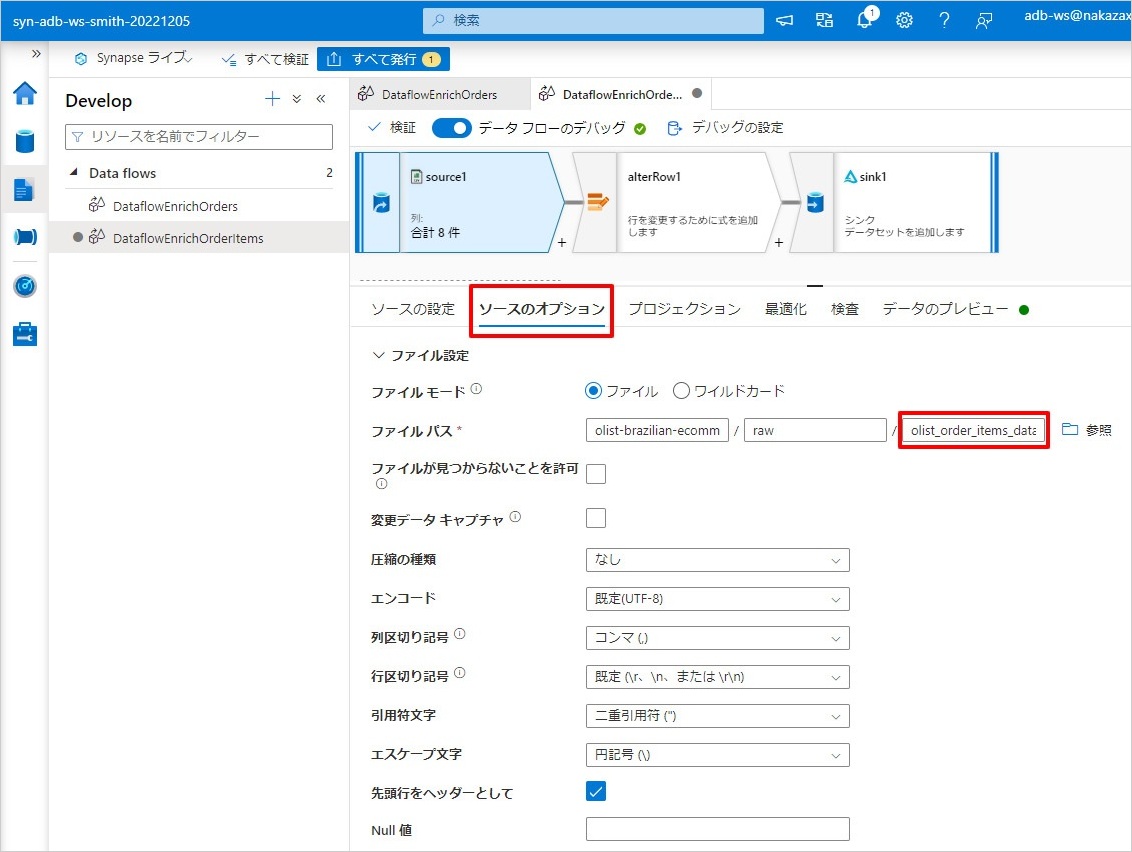 syn-adb-ws-smith-20221205
検索
1
adb-ws@nakazax
Synapse ライブ
すべて検証
すべて発行 1
Develop
リソースを名前でフィルター
Data flows 2
DataflowEnrichOrders
DataflowEnrichOrderItems
DataflowEnrichOrders
DataflowEnrichOrde...
検証
データ フローのデバッグ
デバッグの設定
source1
列:
合計 8 件
+
alterRow1
行を変更するために式を追加
します
+
sink1
シンク
データセットを追加します
ソースの設定
ソースのオプション
プロジェクション
最適化
検査
データのプレビュー
ファイル設定
ファイル モード ファイル ワイルドカード
ファイル パス * olist-brazilian-ecomm / raw / olist_order_items_data 参照
ファイルが見つからないことを許可
変更データ キャプチャ
圧縮の種類 なし
エンコード 既定(UTF-8)
列区切り記号 コンマ (,)
行区切り記号 既定 (\r、\n、または \r\n)
引用符文字 二重引用符 (")
エスケープ文字 円記号 (\)
先頭行をヘッダーとして
Null 値